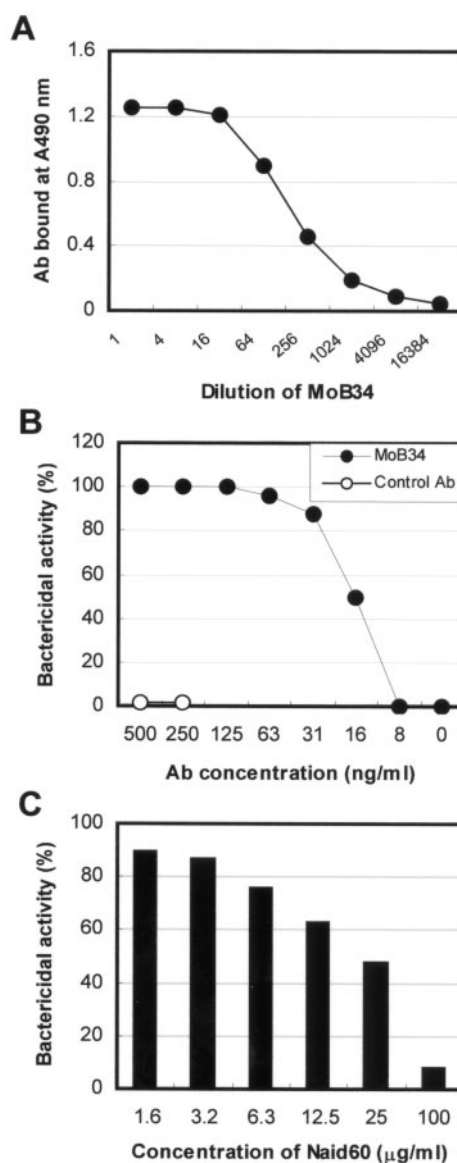 A
Ab bound at A490 nm
1.6
1.2
0.8
0.4
0
1 4 16 64 256 1024 4096 16384
Dilution of MoB34
B
Bactericidal activity (%)
120
100
80
60
40
20
0
MoB34
Control Ab
500 250 125 63 31 16 8 0
Ab concentration (ng/ml)
C
Bactericidal activity (%)
100
80
60
40
20
0
1.6 3.2 6.3 12.5 25 100
Concentration of Naid60 (μg/ml)